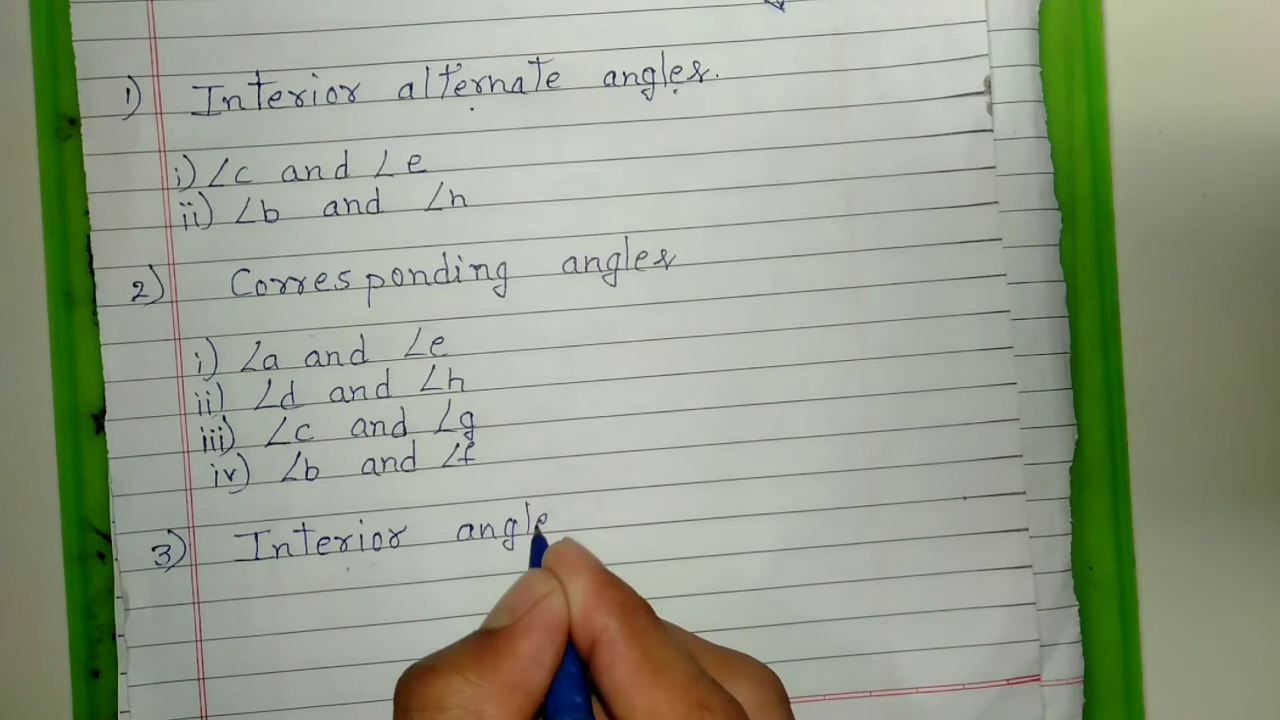 1) Interior alternate angles.
i) ∠c and ∠e
ii) ∠b and ∠h
2) Corresponding angles
i) ∠a and ∠e
ii) ∠d and ∠h
iii) ∠c and ∠g
iv) ∠b and ∠f
3) Interior angle